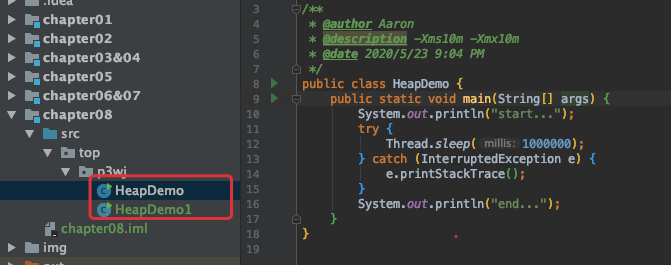 .idea
chapter01
chapter02
chapter03&04
chapter05
chapter06&07
chapter08
src
top
p3wj
HeapDemo
HeapDemo1
chapter08.iml
img
out
3 /**
4 * @author Aaron
5 * @description -Xms10m -Xmx10m
6 * @date 2020/5/23 9:04 PM
7 */
8 public class HeapDemo {
9 public static void main(String[] args) {
10 System.out.println("start...");
11 try {
12 Thread.sleep( millis: 1000000);
13 } catch (InterruptedException e) {
14 e.printStackTrace();
15 }
16 System.out.println("end...");
17 }
18 }
19